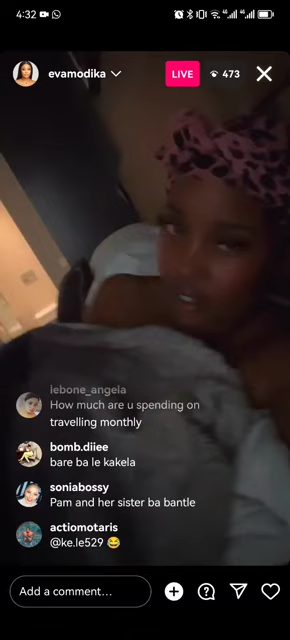 4:32
evamodika
LIVE
473
lebone_angela
How much are u spending on
travelling monthly
bomb.diiee
bare ba le kakela
soniabossy
Pam and her sister ba bantle
actiomotaris
@ke.le529 😂
Add a comment...